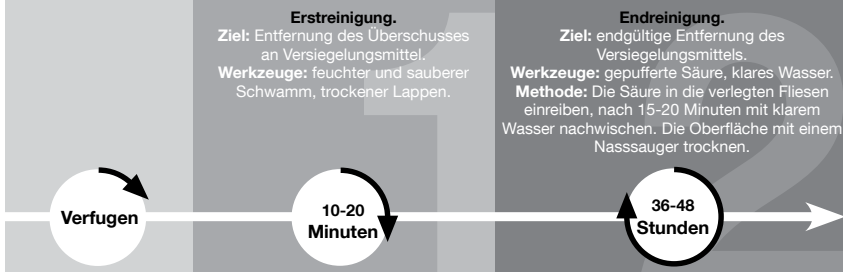 Erstreinigung.
Ziel: Entfernung des Überschusses
an Versiegelungsmittel.
Werkzeuge: feuchter und sauberer
Schwamm, trockener Lappen.
1
Endreinigung.
Ziel: endgültige Entfernung des
Versiegelungsmittels.
Werkzeuge: gepufferte Säure, klares Wasser.
Methode: Die Säure in die verlegten Fliesen
einreiben, nach 15-20 Minuten mit klarem
Wasser nachwischen. Die Oberfläche mit einem
Nasssauger trocknen.
2
Verfugen
10-20
Minuten
36-48
Stunden